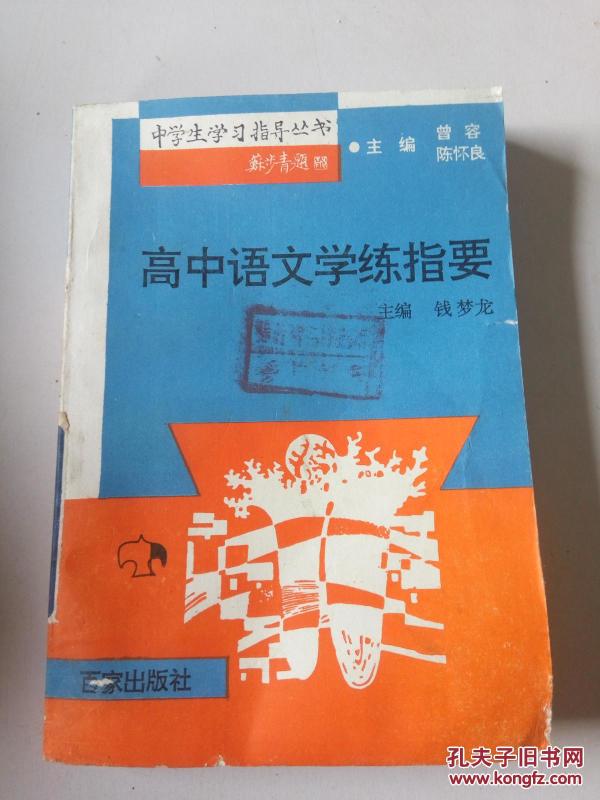 中学生学习指导丛书
苏步青题
●主编 曾容
陈怀良
高中语文学练指要
主编 钱梦龙
百家出版社
孔夫子旧书网
www.kongfz.com